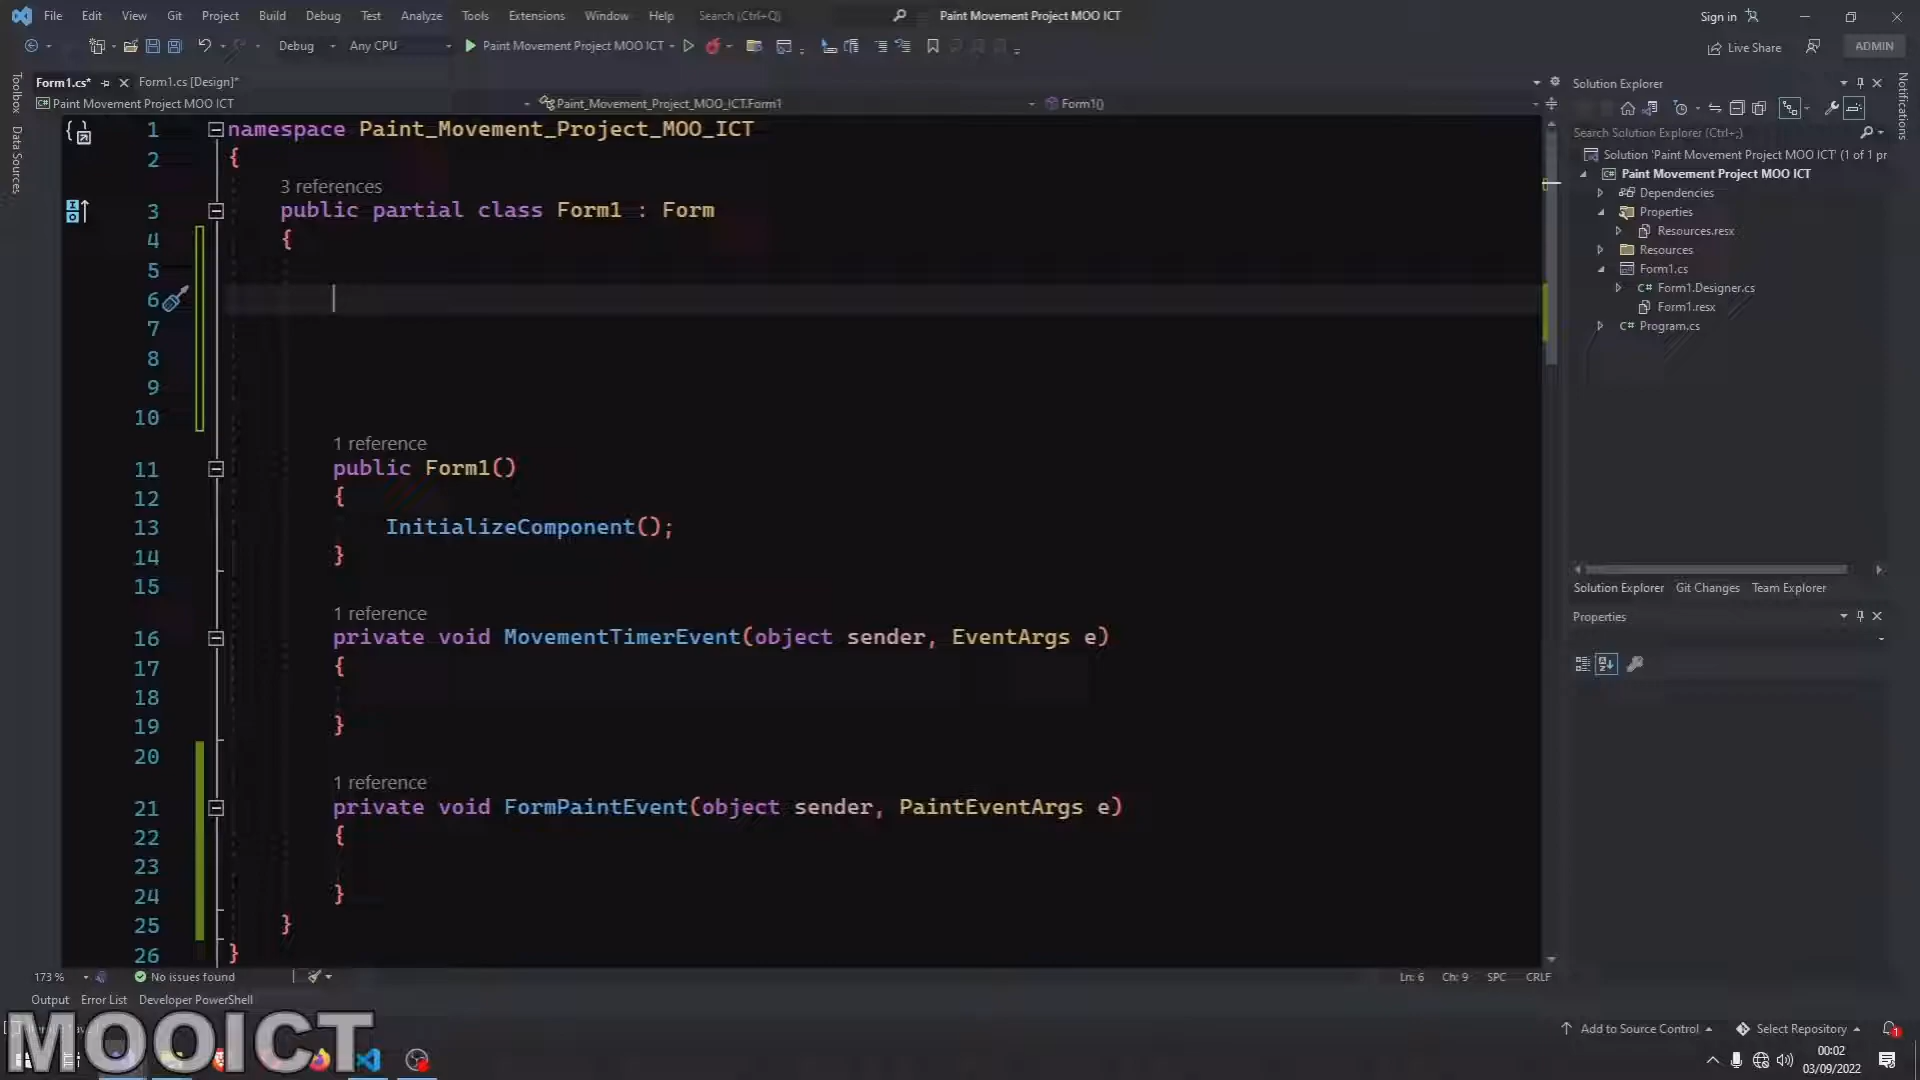 File Edit View Git Project Build Debug Test Analyze Tools Extensions Window Help Search (Ctrl+Q) Paint Movement Project MOO ICT Sign in
Debug Any CPU Paint Movement Project MOO ICT Live Share ADMIN
Form1.cs* Form1.cs [Design]*
Paint Movement Project MOO ICT Paint_Movement_Project_MOO_ICT.Form1 Form1()
Toolbox
Data Sources
1 namespace Paint_Movement_Project_MOO_ICT
2 {
3 references
3 public partial class Form1 : Form
4 {
5
6
7
8
9
10
1 reference
11 public Form1()
12 {
13 InitializeComponent();
14 }
15
1 reference
16 private void MovementTimerEvent(object sender, EventArgs e)
17 {
18
19 }
20
1 reference
21 private void FormPaintEvent(object sender, PaintEventArgs e)
22 {
23
24 }
25 }
26 }
173 % No issues found Ln: 6 Ch: 9 SPC CRLF
Output Error List Developer PowerShell
Solution Explorer
Search Solution Explorer (Ctrl+;)
Solution 'Paint Movement Project MOO ICT' (1 of 1 pr
C# Paint Movement Project MOO ICT
Dependencies
Properties
Resources.resx
Resources
Form1.cs
C# Form1.Designer.cs
Form1.resx
C# Program.cs
Solution Explorer Git Changes Team Explorer
Properties
Notifications
Add to Source Control Select Repository 1
MOOICT
00:02
03/09/2022